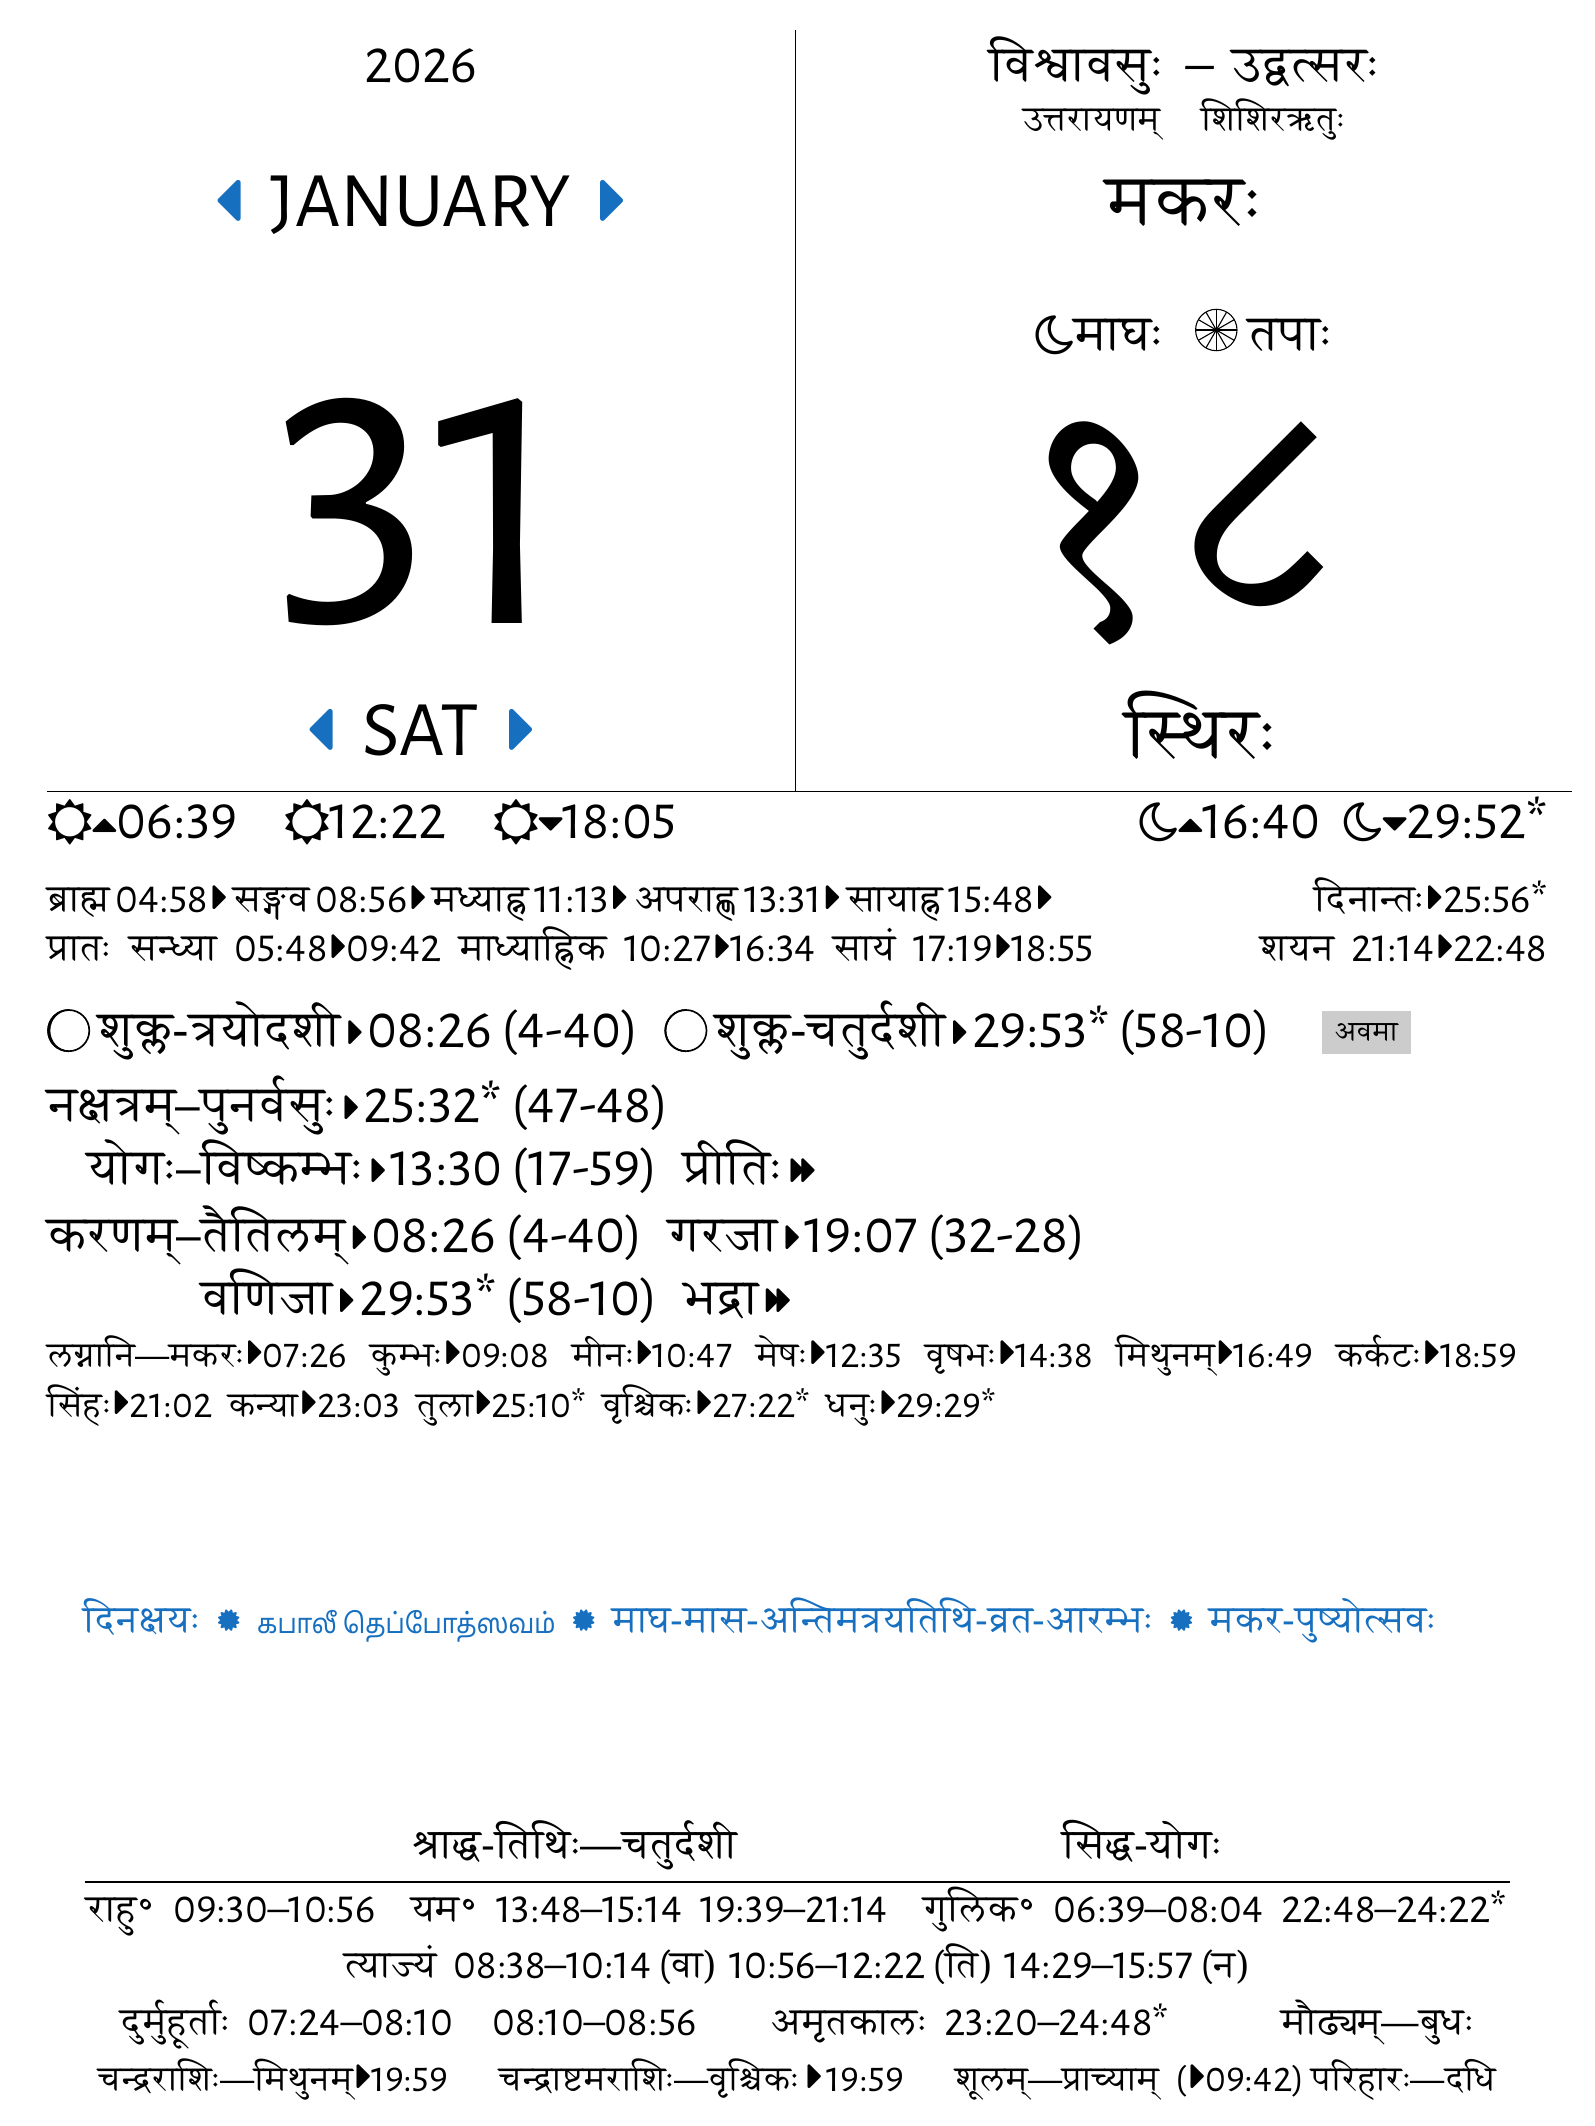 2026
JANUARY
31
SAT
विश्वावसुः – उद्वत्सरः
उत्तरायणम् शिशिरऋतुः
मकरः
माघः तपाः
१८
स्थिरः
06:39 12:22 18:05 16:40 29:52*
ब्राह्म 04:58 सङ्गव 08:56 मध्याह्न 11:13 अपराह्ण 13:31 सायाह्न 15:48 दिनान्तः 25:56*
प्रातः सन्ध्या 05:48 09:42 माध्याह्निक 10:27 16:34 सायं 17:19 18:55 शयन 21:14 22:48
शुक्ल-त्रयोदशी 08:26 (4-40) शुक्ल-चतुर्दशी 29:53* (58-10) अवमा
नक्षत्रम्–पुनर्वसुः 25:32* (47-48)
योगः–विष्कम्भः 13:30 (17-59) प्रीतिः
करणम्–तैतिलम् 08:26 (4-40) गरजा 19:07 (32-28)
वणिजा 29:53* (58-10) भद्रा
लग्नानि—मकरः 07:26 कुम्भः 09:08 मीनः 10:47 मेषः 12:35 वृषभः 14:38 मिथुनम् 16:49 कर्कटः 18:59
सिंहः 21:02 कन्या 23:03 तुला 25:10* वृश्चिकः 27:22* धनुः 29:29*
दिनक्षयः கபாலீ தெப்போத்ஸவம் माघ-मास-अन्तिमत्रयतिथि-व्रत-आरम्भः मकर-पुष्योत्सवः
श्राद्ध-तिथिः—चतुर्दशी सिद्ध-योगः
राहु॰ 09:30–10:56 यम॰ 13:48–15:14 19:39–21:14 गुलिक॰ 06:39–08:04 22:48–24:22*
त्याज्यं 08:38–10:14 (वा) 10:56–12:22 (ति) 14:29–15:57 (न)
दुर्मुहूर्ताः 07:24–08:10 08:10–08:56 अमृतकालः 23:20–24:48* मौढ्यम्—बुधः
चन्द्रराशिः—मिथुनम् 19:59 चन्द्राष्टमराशिः—वृश्चिकः 19:59 शूलम्—प्राच्याम् ( 09:42) परिहारः—दधि